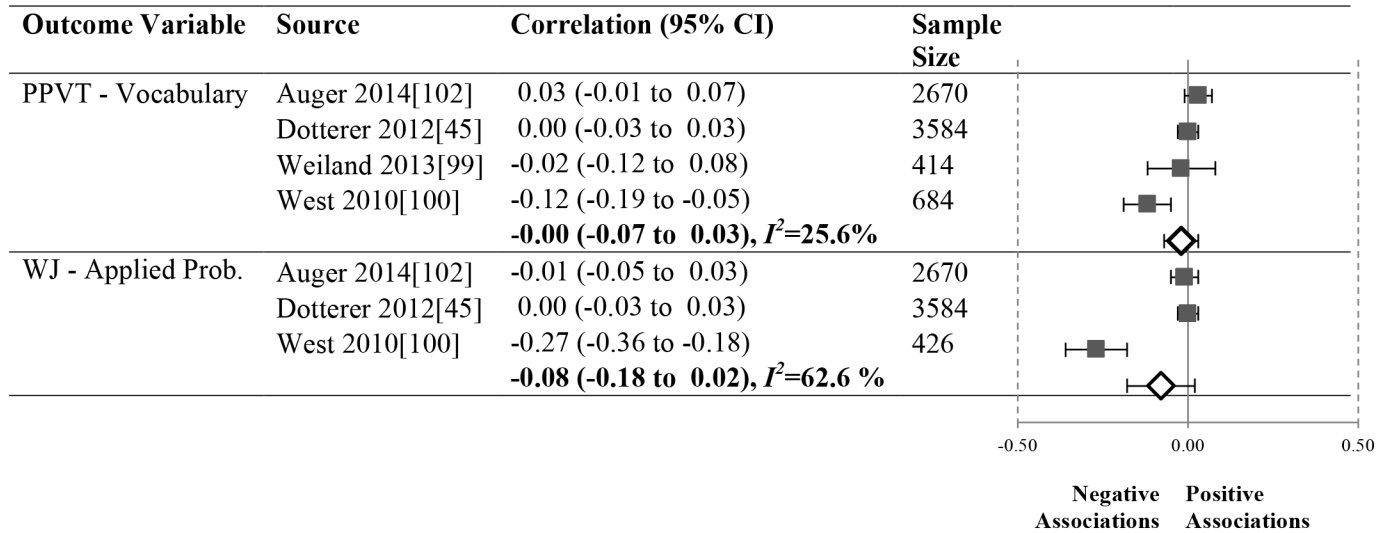 Outcome Variable Source Correlation (95% CI) Sample Size
PPVT - Vocabulary Auger 2014[102] 0.03 (-0.01 to 0.07) 2670
Dotterer 2012[45] 0.00 (-0.03 to 0.03) 3584
Weiland 2013[99] -0.02 (-0.12 to 0.08) 414
West 2010[100] -0.12 (-0.19 to -0.05) 684
-0.00 (-0.07 to 0.03), I²=25.6%
WJ - Applied Prob. Auger 2014[102] -0.01 (-0.05 to 0.03) 2670
Dotterer 2012[45] 0.00 (-0.03 to 0.03) 3584
West 2010[100] -0.27 (-0.36 to -0.18) 426
-0.08 (-0.18 to 0.02), I²=62.6 %
-0.50 0.00 0.50
Negative Positive
Associations Associations